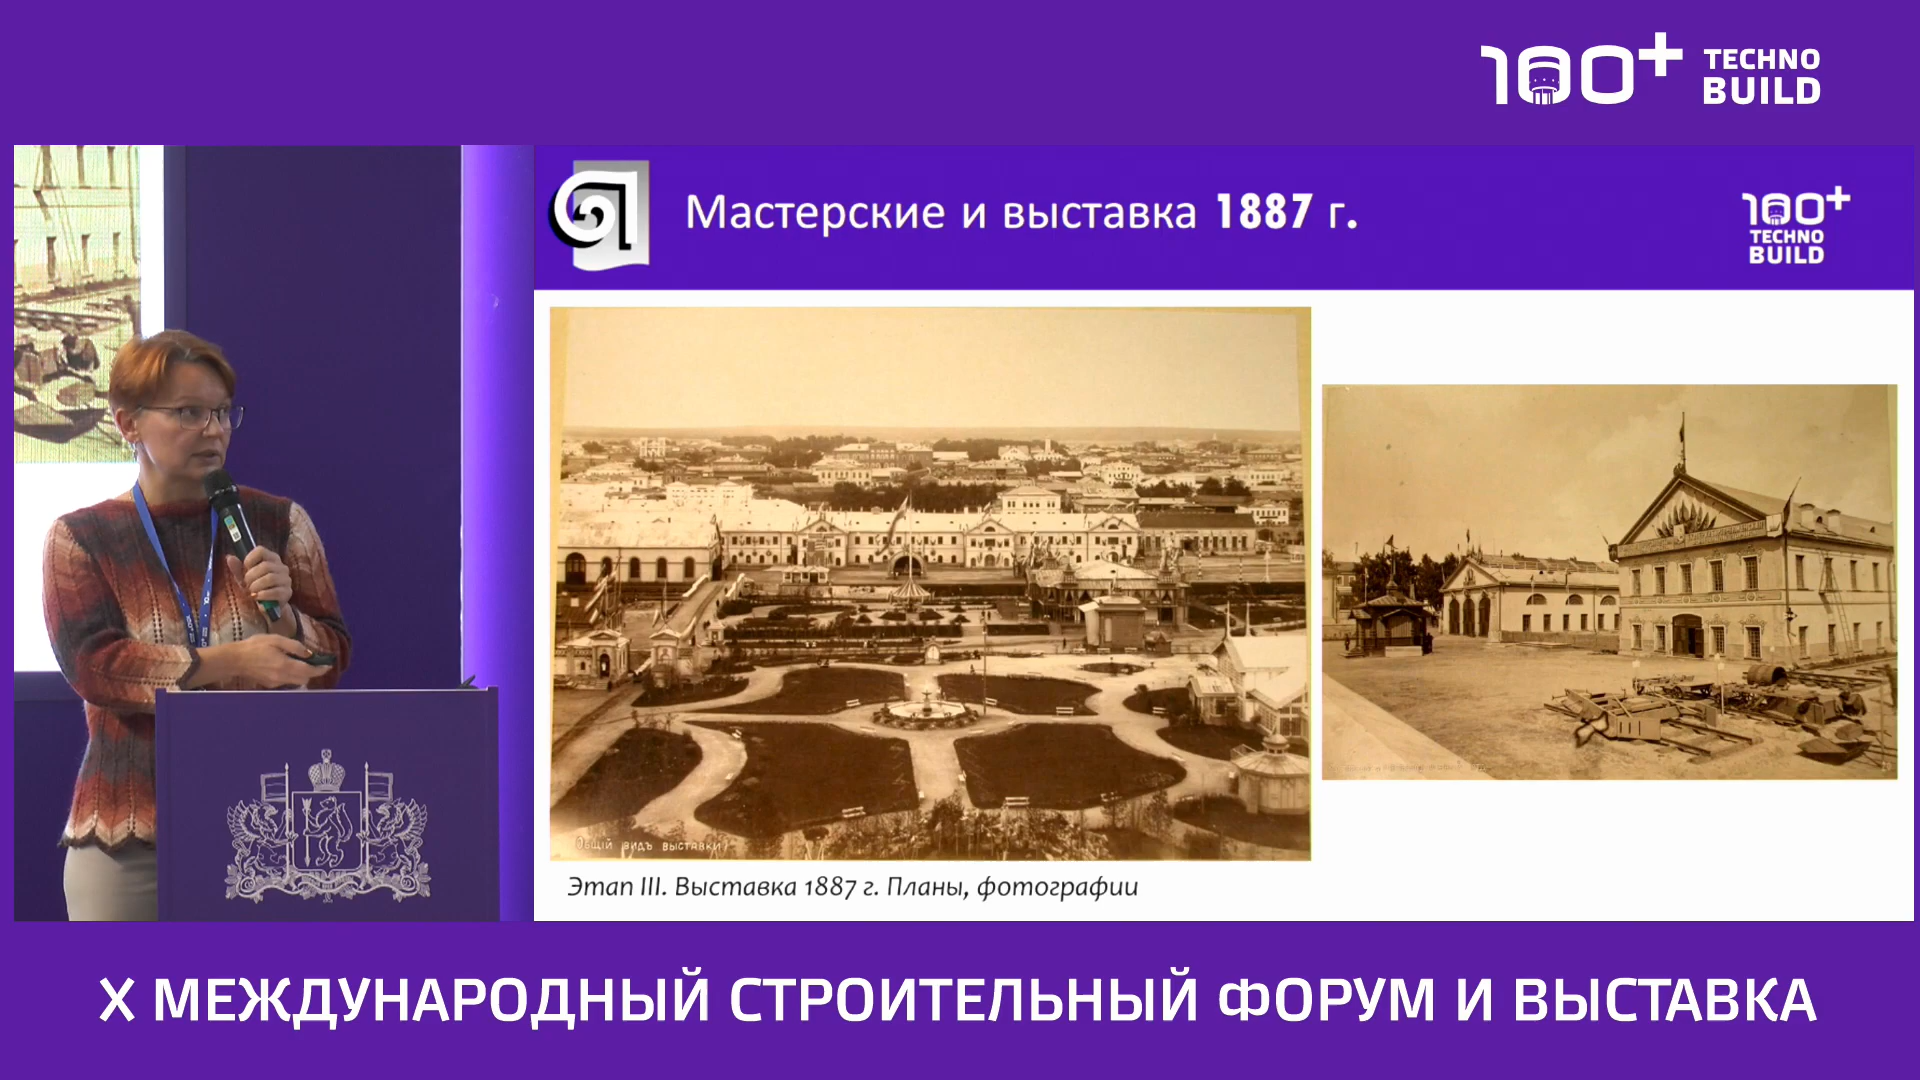 100+ TECHNO
BUILD
Мастерские и выставка 1887 г.
100+
TECHNO
BUILD
Общій видъ выставки
Этап III. Выставка 1887 г. Планы, фотографии
X МЕЖДУНАРОДНЫЙ СТРОИТЕЛЬНЫЙ ФОРУМ И ВЫСТАВКА